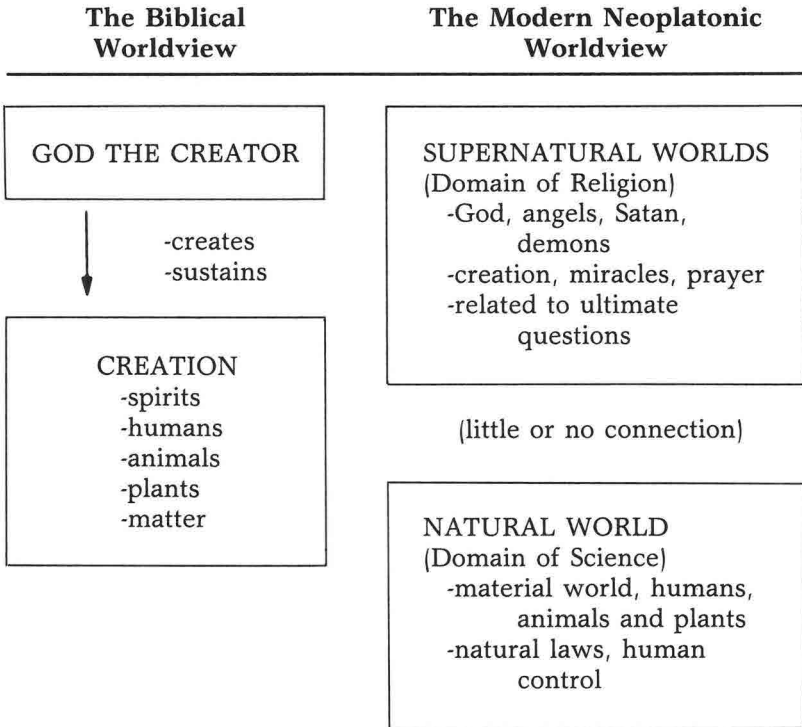 The Biblical
Worldview
The Modern Neoplatonic
Worldview
GOD THE CREATOR
-creates
-sustains
CREATION
-spirits
-humans
-animals
-plants
-matter
SUPERNATURAL WORLDS
(Domain of Religion)
-God, angels, Satan,
demons
-creation, miracles, prayer
-related to ultimate
questions
(little or no connection)
NATURAL WORLD
(Domain of Science)
-material world, humans,
animals and plants
-natural laws, human
control